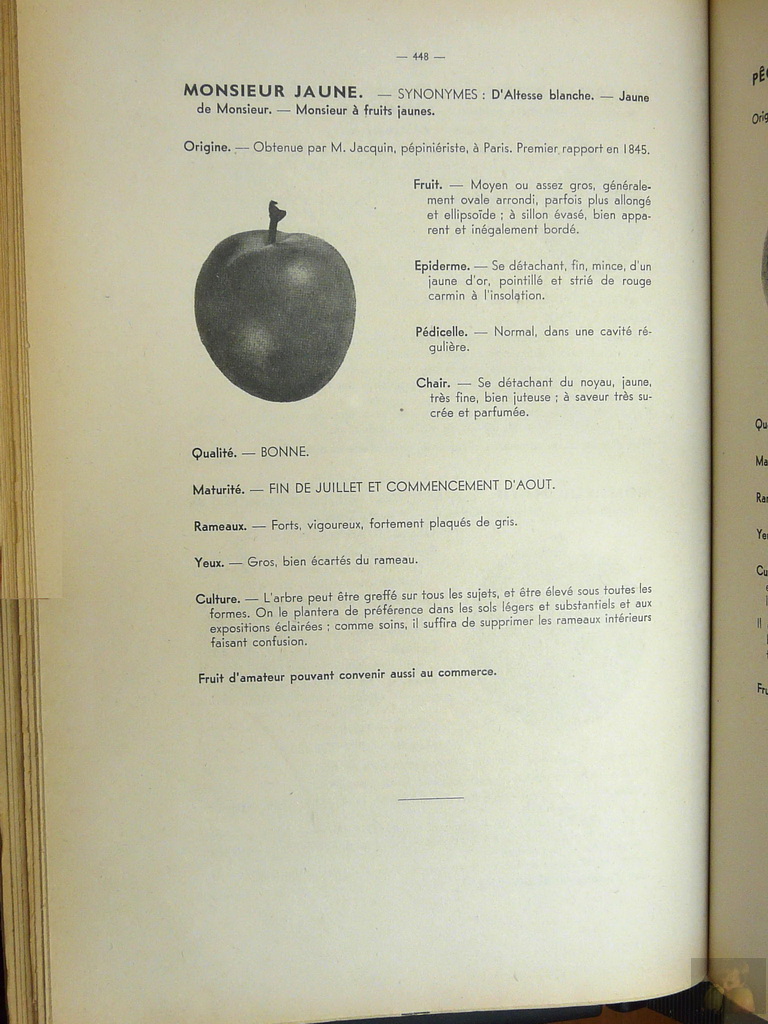 — 448 —
MONSIEUR JAUNE. — SYNONYMES : D'Altesse blanche. — Jaune
de Monsieur. — Monsieur à fruits jaunes.
Origine. — Obtenue par M. Jacquin, pépiniériste, à Paris. Premier rapport en 1845.
Fruit. — Moyen ou assez gros, générale-
ment ovale arrondi, parfois plus allongé
et ellipsoïde ; à sillon évasé, bien appa-
rent et inégalement bordé.
Epiderme. — Se détachant, fin, mince, d'un
jaune d'or, pointillé et strié de rouge
carmin à l'insolation.
Pédicelle. — Normal, dans une cavité ré-
gulière.
Chair. — Se détachant du noyau, jaune,
très fine, bien juteuse ; à saveur très su-
crée et parfumée.
Qualité. — BONNE.
Maturité. — FIN DE JUILLET ET COMMENCEMENT D'AOUT.
Rameaux. — Forts, vigoureux, fortement plaqués de gris.
Yeux. — Gros, bien écartés du rameau.
Culture. — L'arbre peut être greffé sur tous les sujets, et être élevé sous toutes les
formes. On le plantera de préférence dans les sols légers et substantiels et aux
expositions éclairées ; comme soins, il suffira de supprimer les rameaux intérieurs
faisant confusion.
Fruit d'amateur pouvant convenir aussi au commerce.